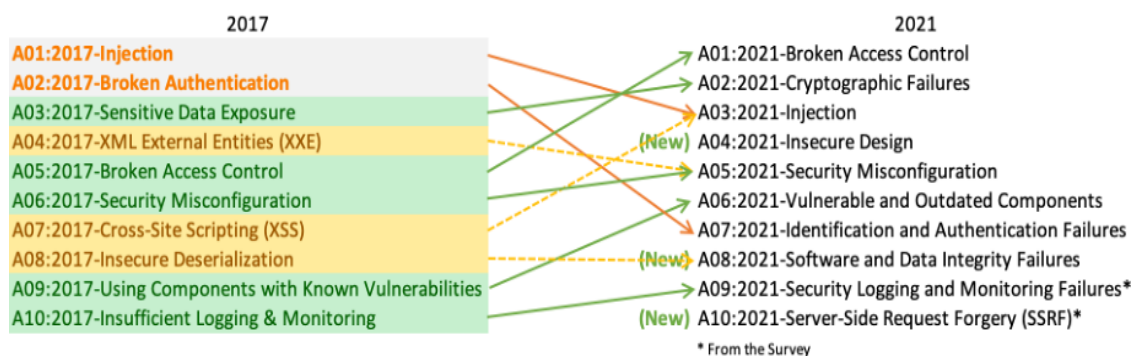 2017
A01:2017-Injection
A02:2017-Broken Authentication
A03:2017-Sensitive Data Exposure
A04:2017-XML External Entities (XXE)
A05:2017-Broken Access Control
A06:2017-Security Misconfiguration
A07:2017-Cross-Site Scripting (XSS)
A08:2017-Insecure Deserialization
A09:2017-Using Components with Known Vulnerabilities
A10:2017-Insufficient Logging & Monitoring
2021
A01:2021-Broken Access Control
A02:2021-Cryptographic Failures
A03:2021-Injection
(New) A04:2021-Insecure Design
A05:2021-Security Misconfiguration
A06:2021-Vulnerable and Outdated Components
A07:2021-Identification and Authentication Failures
(New) A08:2021-Software and Data Integrity Failures
A09:2021-Security Logging and Monitoring Failures*
(New) A10:2021-Server-Side Request Forgery (SSRF)*
* From the Survey